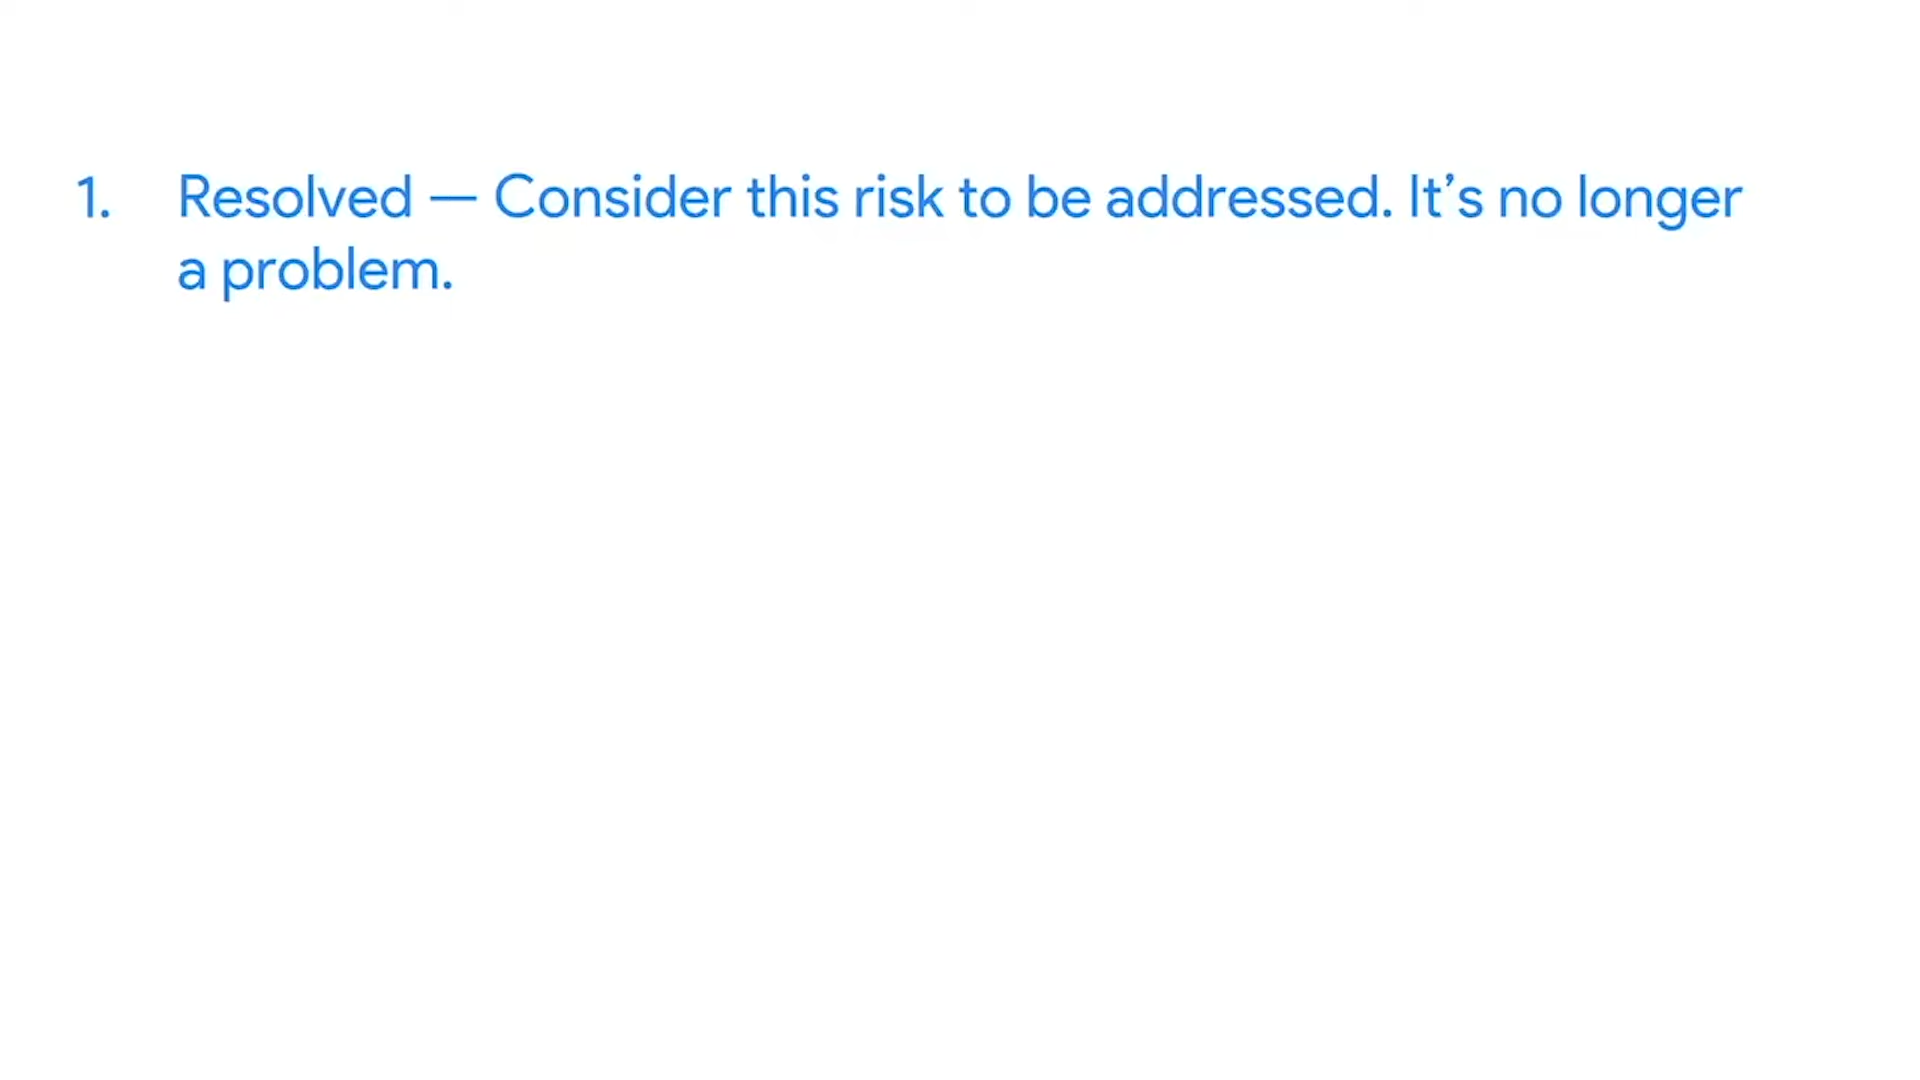 1. Resolved — Consider this risk to be addressed. It’s no longer
a problem.